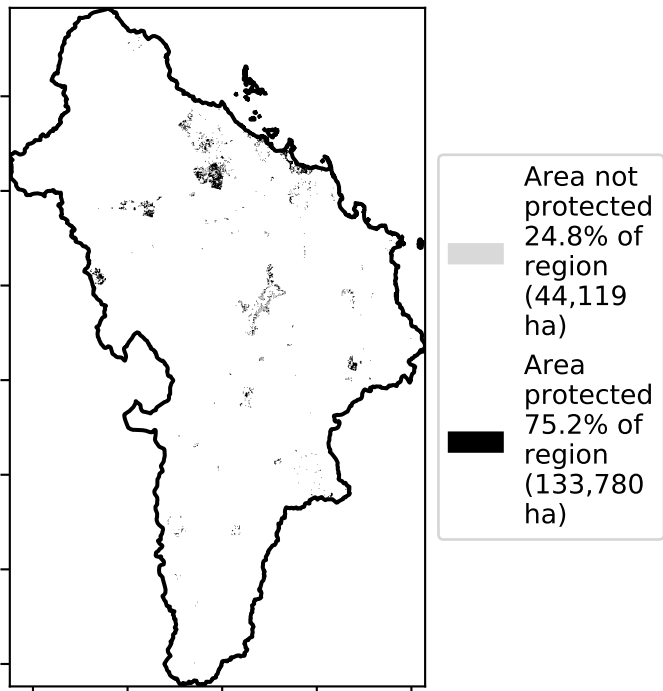 Area not
protected
24.8% of
region
(44,119
ha)
Area
protected
75.2% of
region
(133,780
ha)